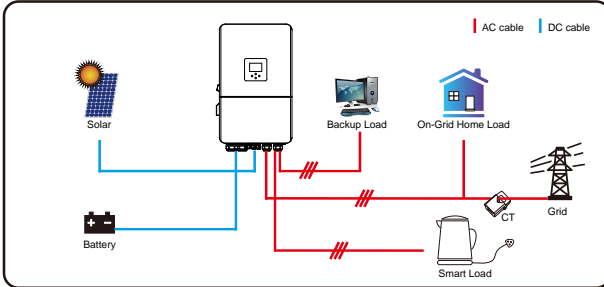 AC cable
DC cable
Solar
Backup Load
On-Grid Home Load
CT
Grid
Battery
Smart Load